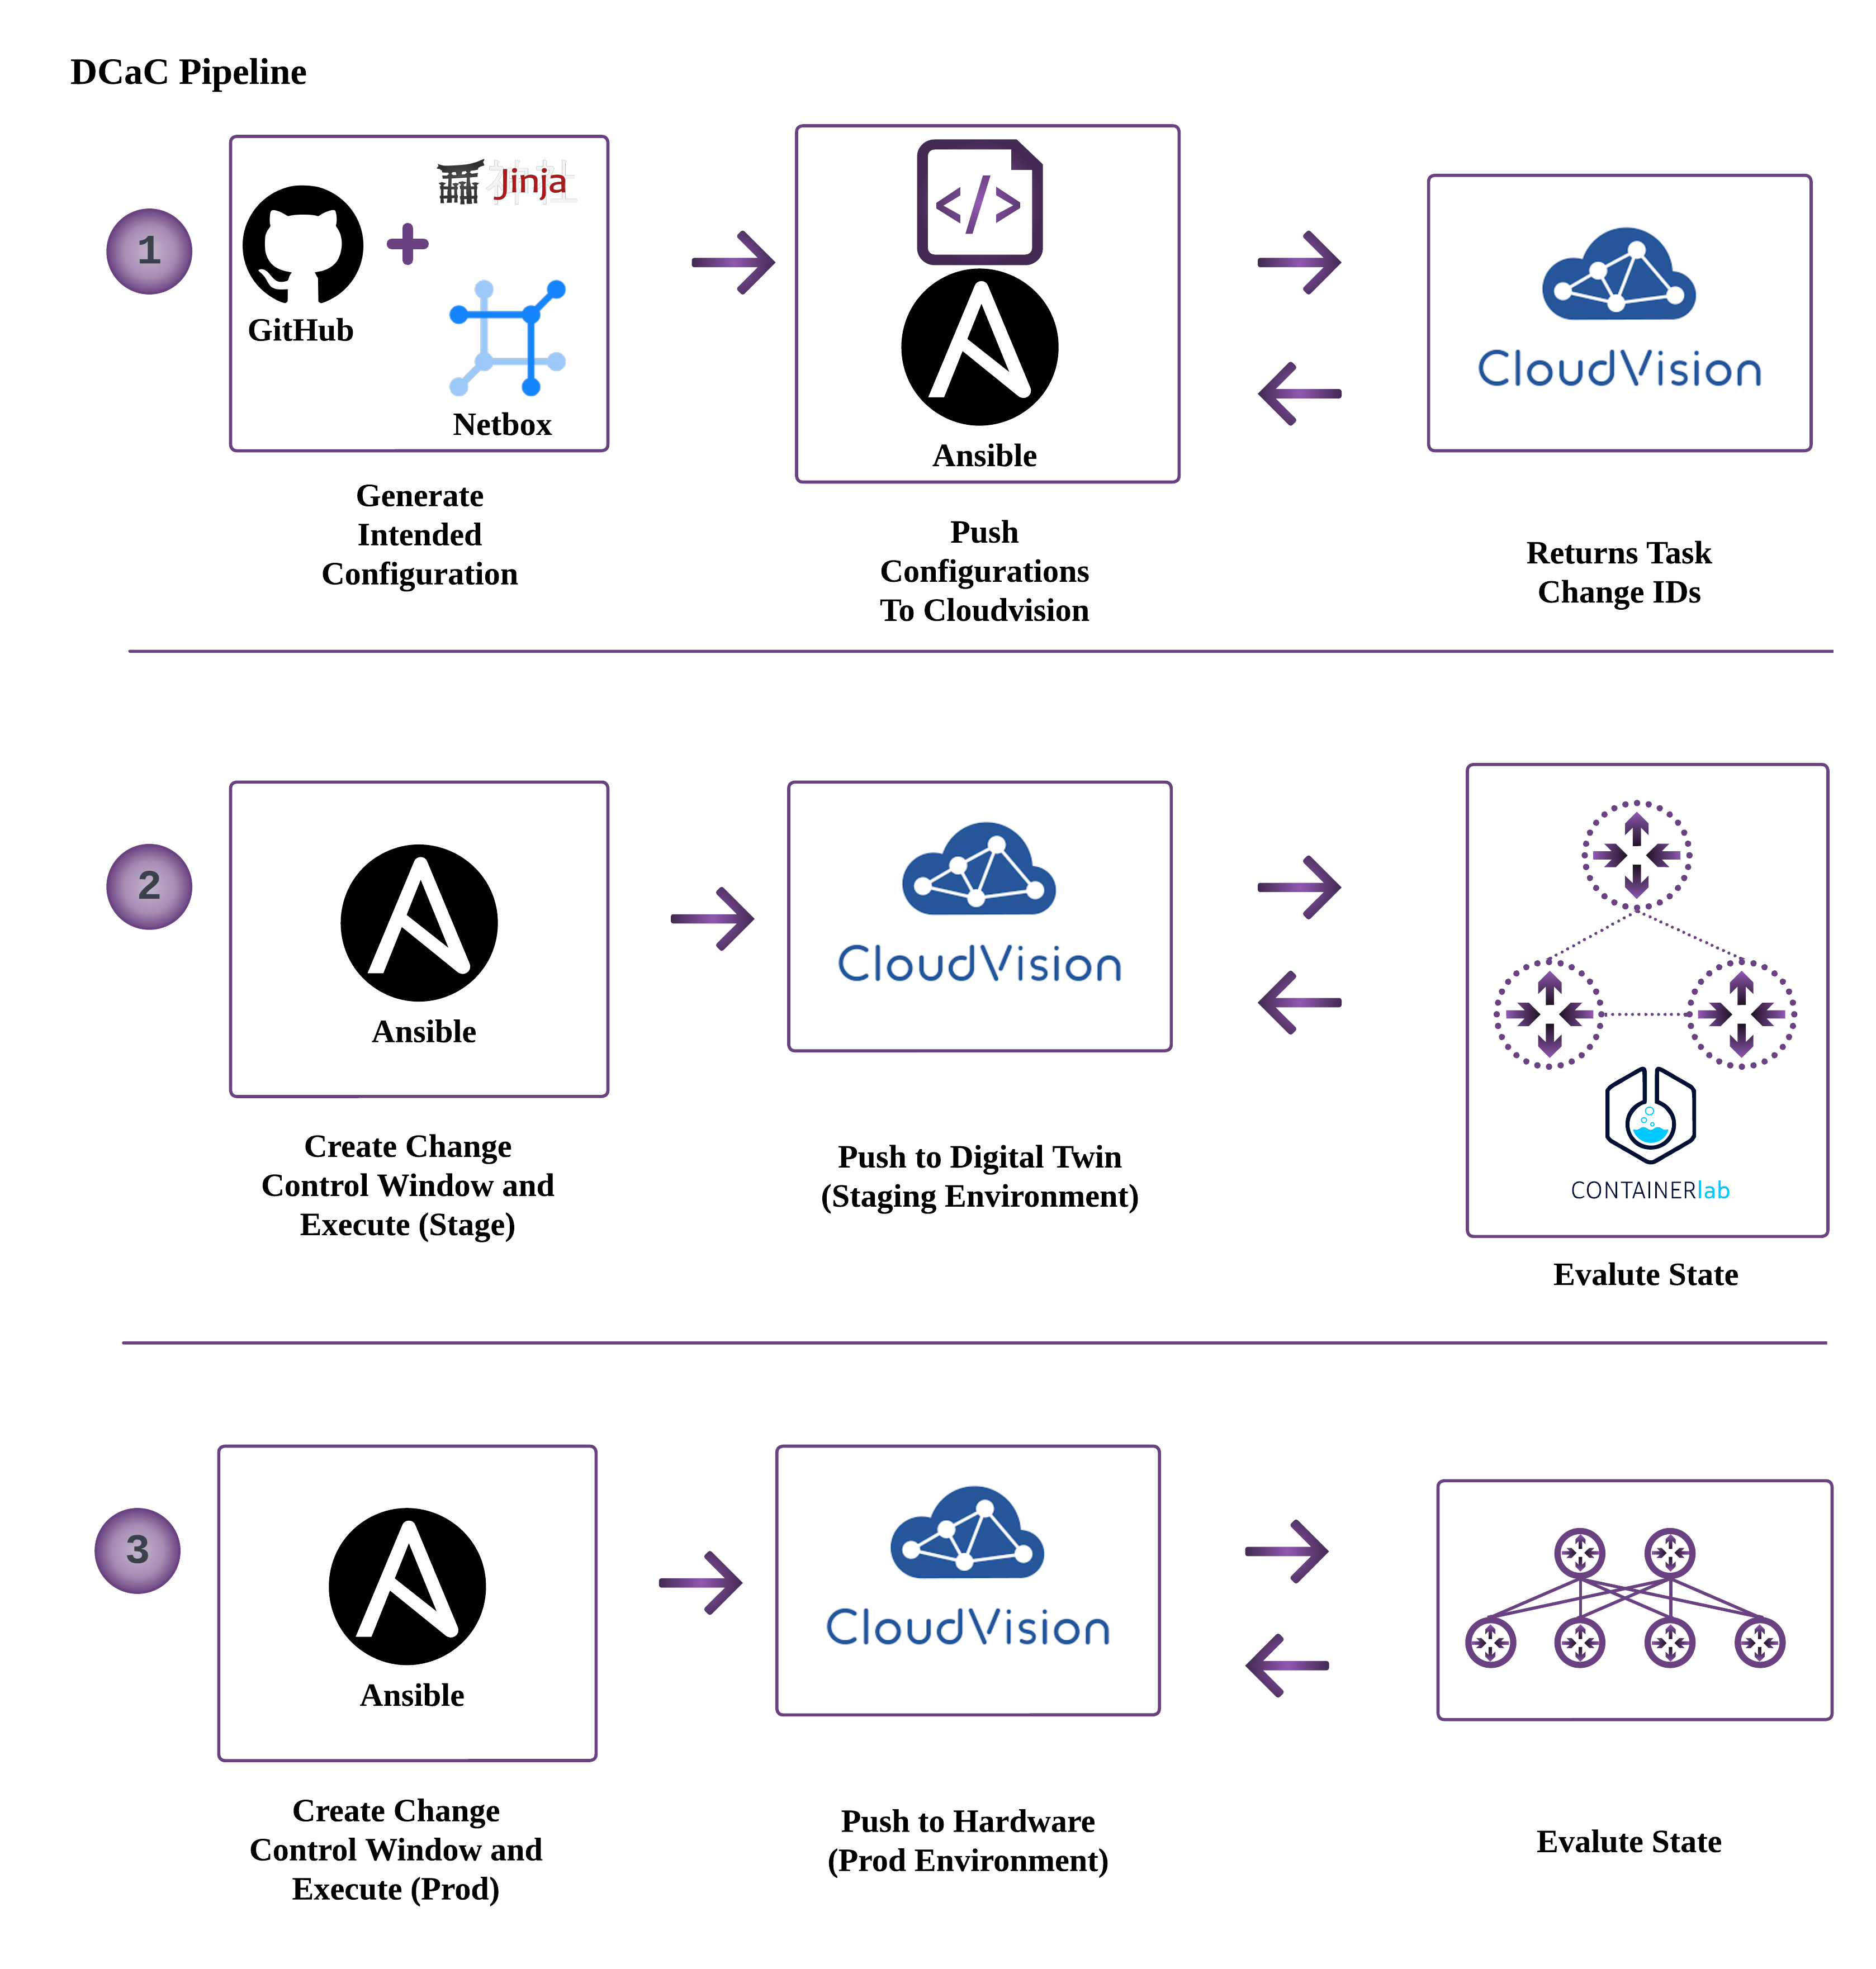 DCaC Pipeline
1
GitHub
神社
Jinja
Netbox
Generate
Intended
Configuration
</>
Ansible
Push
Configurations
To Cloudvision
CloudVision
Returns Task
Change IDs
2
Ansible
Create Change
Control Window and
Execute (Stage)
CloudVision
Push to Digital Twin
(Staging Environment)
CONTAINERlab
Evalute State
3
Ansible
Create Change
Control Window and
Execute (Prod)
CloudVision
Push to Hardware
(Prod Environment)
Evalute State